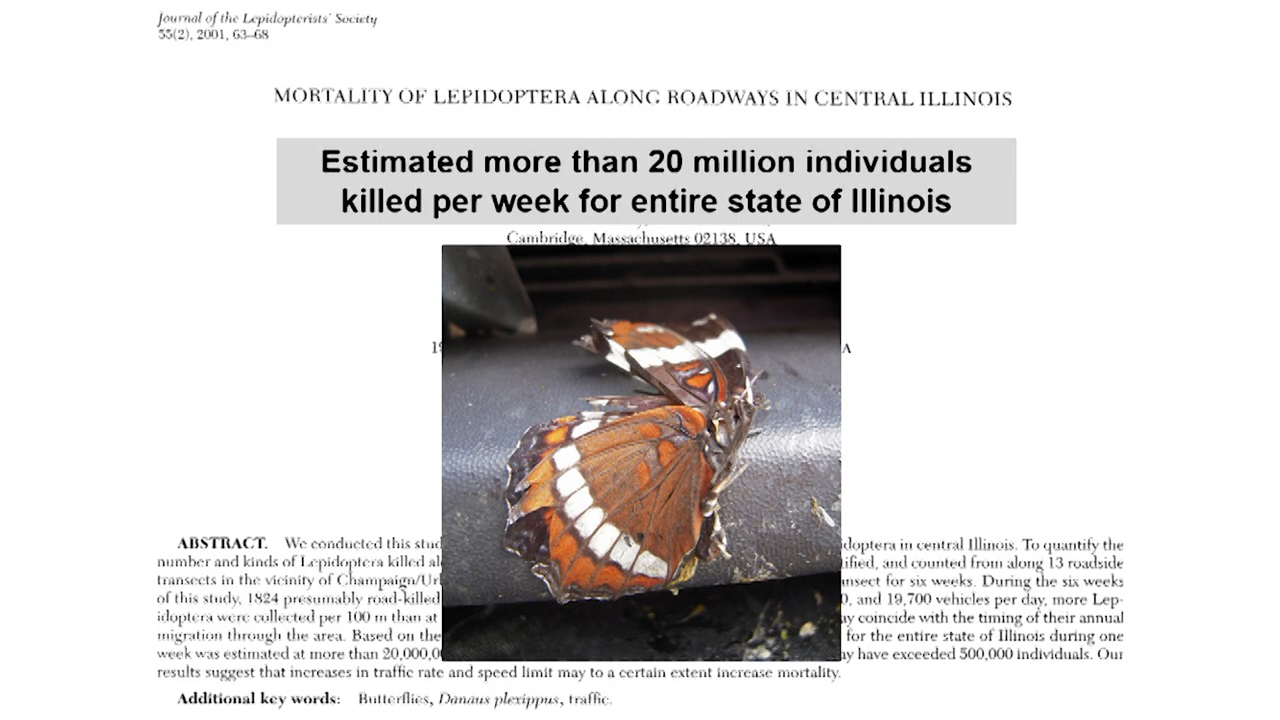 Journal of the Lepidopterists' Society
55(2), 2001, 63–68
MORTALITY OF LEPIDOPTERA ALONG ROADWAYS IN CENTRAL ILLINOIS
Estimated more than 20 million individuals
killed per week for entire state of Illinois
Cambridge, Massachusetts 02138, USA
19 A
ABSTRACT. We conducted this stud doptera in central Illinois. To quantify the
number and kinds of Lepidoptera killed al ified, and counted from along 13 roadside
transects in the vicinity of Champaign/Url ansect for six weeks. During the six weeks
of this study, 1824 presumably road-killed 0, and 19,700 vehicles per day, more Lep-
idoptera were collected per 100 m than at ay coincide with the timing of their annual
migration through the area. Based on the for the entire state of Illinois during one
week was estimated at more than 20,000,0 ay have exceeded 500,000 individuals. Our
results suggest that increases in traffic rate and speed limit may to a certain extent increase mortality.
Additional key words: Butterflies, Danaus plexippus, traffic.